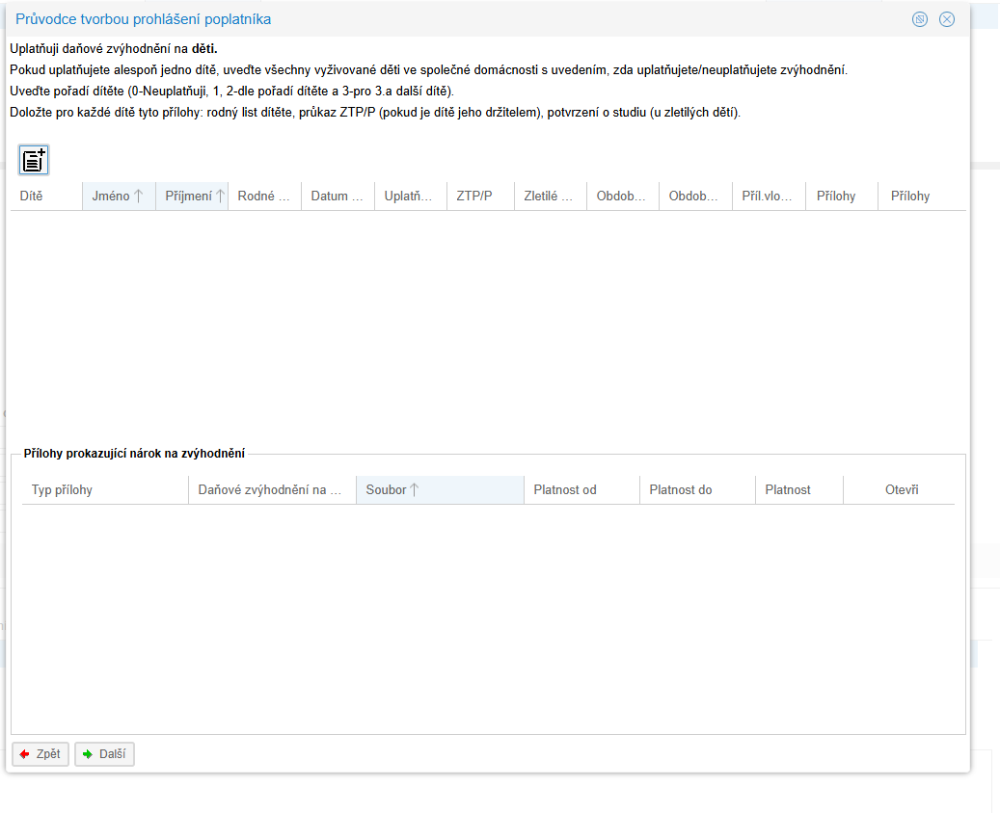 Průvodce tvorbou prohlášení poplatníka
Uplatňuji daňové zvýhodnění na děti.
Pokud uplatňujete alespoň jedno dítě, uveďte všechny vyživované děti ve společné domácnosti s uvedením, zda uplatňujete/neuplatňujete zvýhodnění.
Uveďte pořadí dítěte (0-Neuplatňuji, 1, 2-dle pořadí dítěte a 3-pro 3.a další dítě).
Doložte pro každé dítě tyto přílohy: rodný list dítěte, průkaz ZTP/P (pokud je dítě jeho držitelem), potvrzení o studiu (u zletilých dětí).
Dítě Jméno Příjmení Rodné ... Datum ... Uplatň... ZTP/P Zletilé ... Obdob... Obdob... Příl.vlo... Přílohy Přílohy
Přílohy prokazující nárok na zvýhodnění
Typ přílohy Daňové zvýhodnění na ... Soubor Platnost od Platnost do Platnost Otevři
Zpět Další